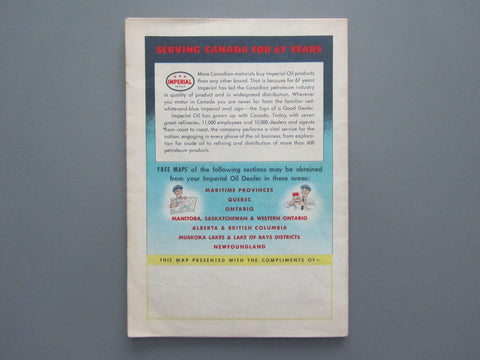 SERVING CANADA FOR 67 YEARS
IMPERIAL
More Canadian motorists buy Imperial Oil products
than any other brand. That is because for 67 years
Imperial has led the Canadian petroleum industry
in quality of product and in widespread distribution. Wherever
you motor in Canada you are never far from the familiar red-
white-and-blue Imperial oval sign — the sign of a Good Dealer.
Imperial Oil has grown up with Canada. Today, with seven
great refineries, 11,000 employees and 10,000 dealers and agents
from coast to coast, the company performs a vital service for the
nation, engaging in every phase of the oil business, from explora-
tion for crude oil to refining and distribution of more than 600
petroleum products.
FREE MAPS of the following sections may be obtained
from your Imperial Oil Dealer in these areas:
MARITIME PROVINCES
QUEBEC
ONTARIO
MANITOBA, SASKATCHEWAN & WESTERN ONTARIO
ALBERTA & BRITISH COLUMBIA
MUSKOKA LAKES & LAKE OF BAYS DISTRICTS
NEWFOUNDLAND
THIS MAP PRESENTED WITH THE COMPLIMENTS OF—